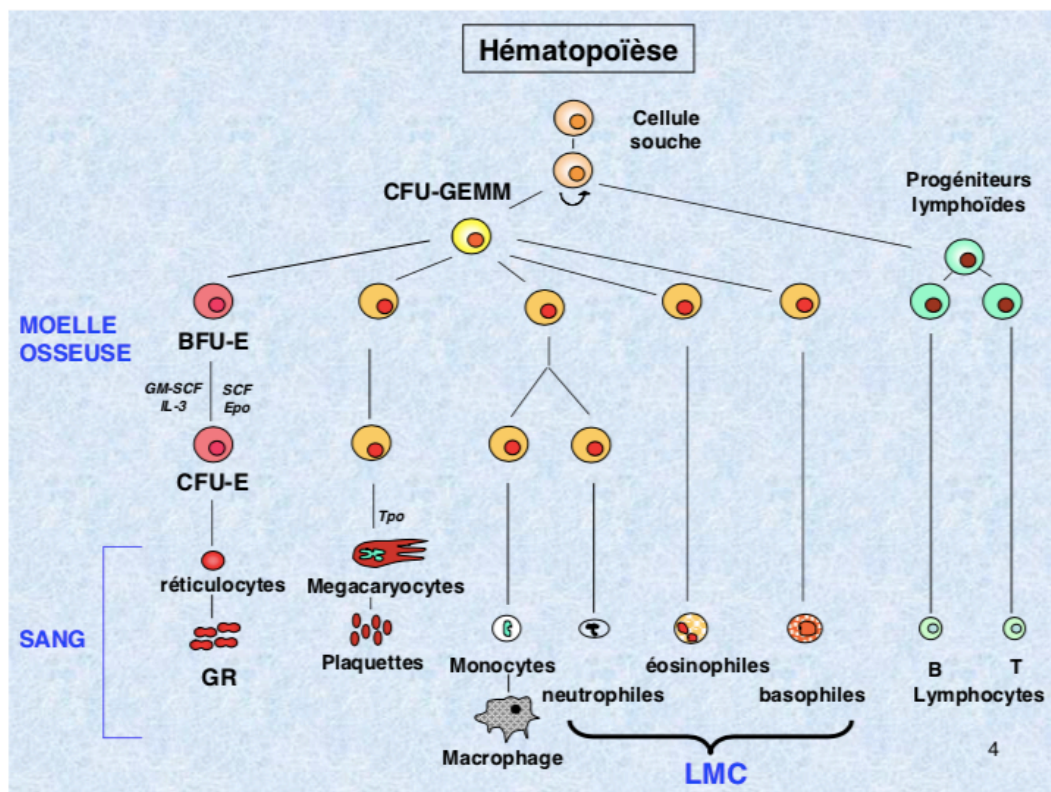 Hématopoïèse
Cellule
souche
CFU-GEMM
Progéniteurs
lymphoïdes
MOELLE
OSSEUSE
BFU-E
GM-SCF
IL-3
SCF
Epo
CFU-E
Tpo
réticulocytes
Megacaryocytes
SANG
GR
Plaquettes
Monocytes
éosinophiles
B
T
neutrophiles
basophiles
Lymphocytes
Macrophage
LMC
4